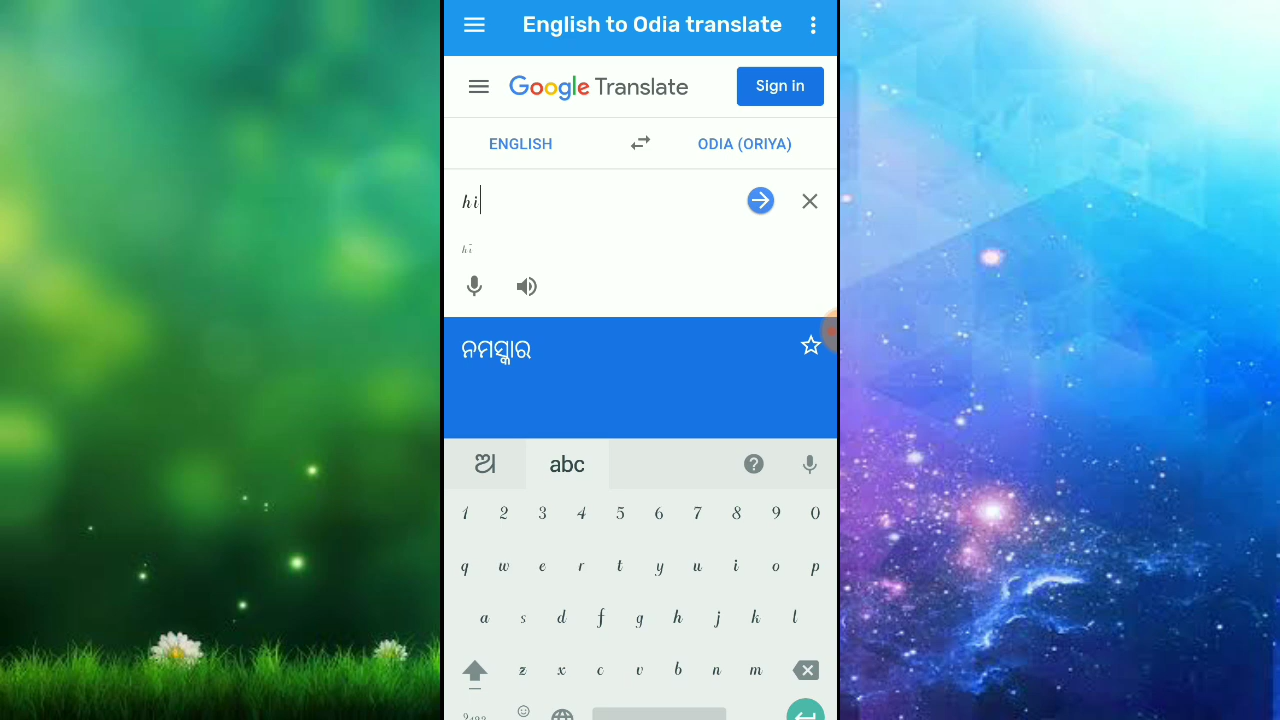 English to Odia translate
Google Translate
Sign in
ENGLISH
ODIA (ORIYA)
hi
hī
ନମସ୍କାର
ଅ
abc
1 2 3 4 5 6 7 8 9 0
q w e r t y u i o p
a s d f g h j k l
z x c v b n m